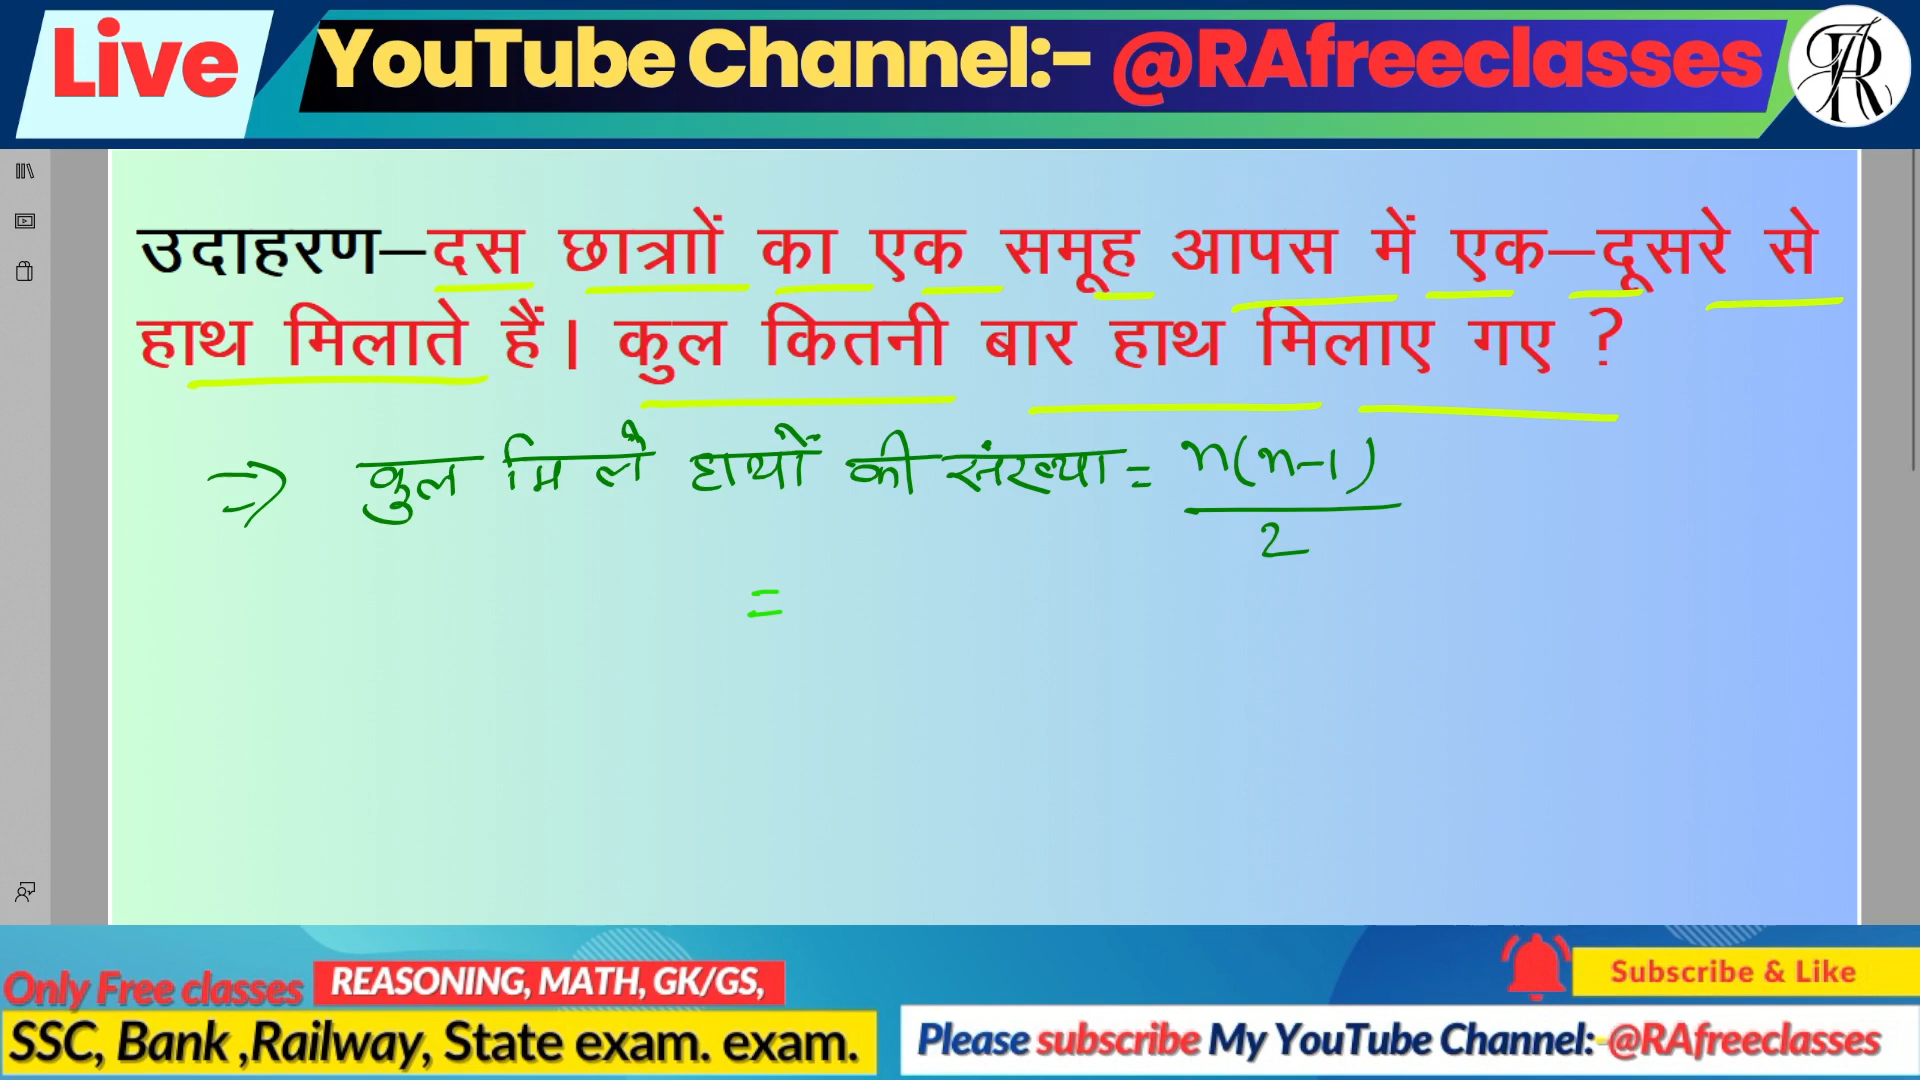 Live YouTube Channel:- @RAfreeclasses
उदाहरण–दस छात्राों का एक समूह आपस में एक–दूसरे से
हाथ मिलाते हैं। कुल कितनी बार हाथ मिलाए गए ?
⇒ कुल मिले हाथों की संख्या = n(n-1)
2
=
Only Free classes REASONING, MATH, GK/GS,
Subscribe & Like
SSC, Bank ,Railway, State exam. exam.
Please subscribe My YouTube Channel:-@RAfreeclasses